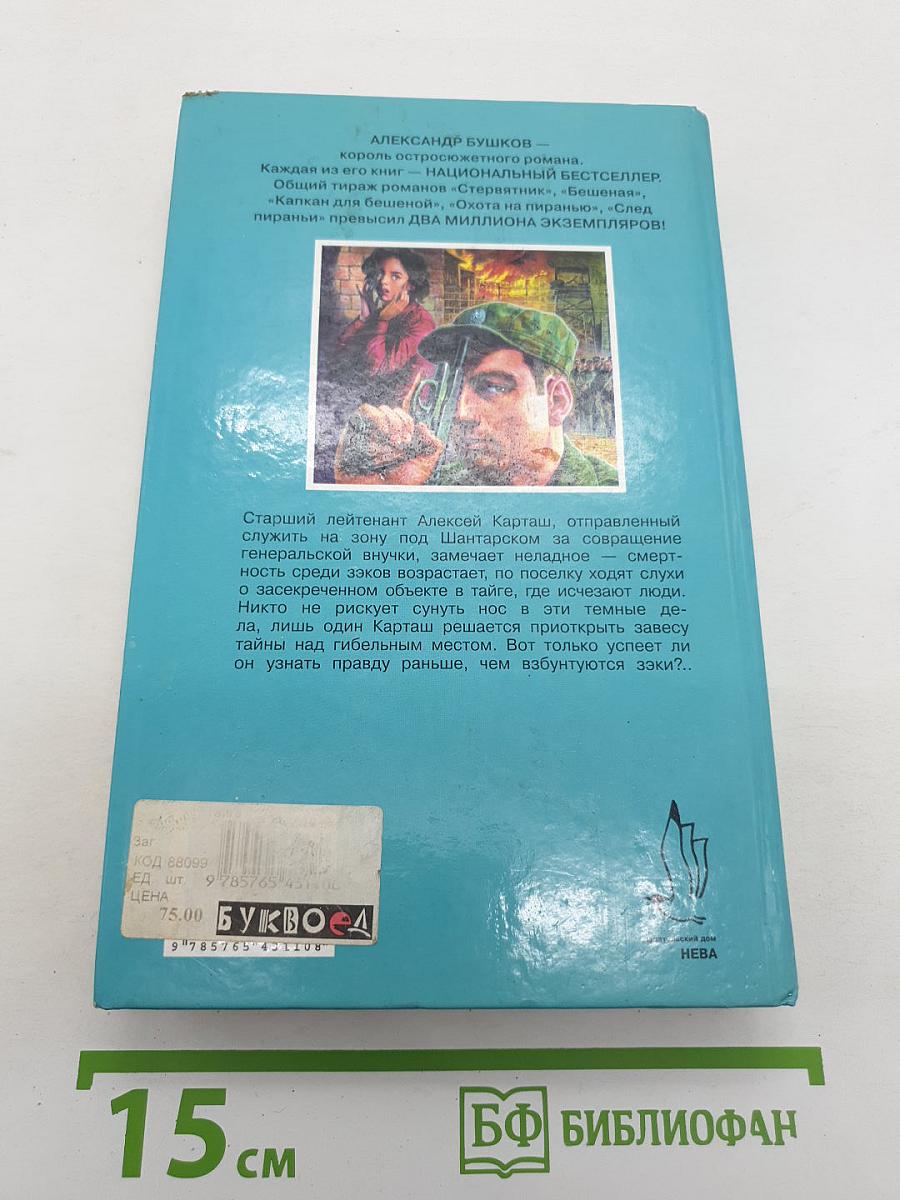 АЛЕКСАНДР БУШКОВ —
король остросюжетного романа.
Каждая из его книг — НАЦИОНАЛЬНЫЙ БЕСТСЕЛЛЕР.
Общий тираж романов «Стервятник», «Бешеная»,
«Капкан для бешеной», «Охота на пиранью», «След
пираньи» превысил ДВА МИЛЛИОНА ЭКЗЕМПЛЯРОВ!
Старший лейтенант Алексей Карташ, отправленный
служить на зону под Шантарском за совращение
генеральской внучки, замечает неладное — смерт-
ность среди зэков возрастает, по поселку ходят слухи
о засекреченном объекте в тайге, где исчезают люди.
Никто не рискует сунуть нос в эти темные де-
ла, лишь один Карташ решается приоткрыть завесу
тайны над гибельным местом. Вот только успеет ли
он узнать правду раньше, чем взбунтуются зэки?..
Заг
КОД 88099
ЕД шт.
ЦЕНА
75.00
БУКВОЕД
9 785765 431108
дом
НЕВА
15 см
БФ БИБЛИОФАН